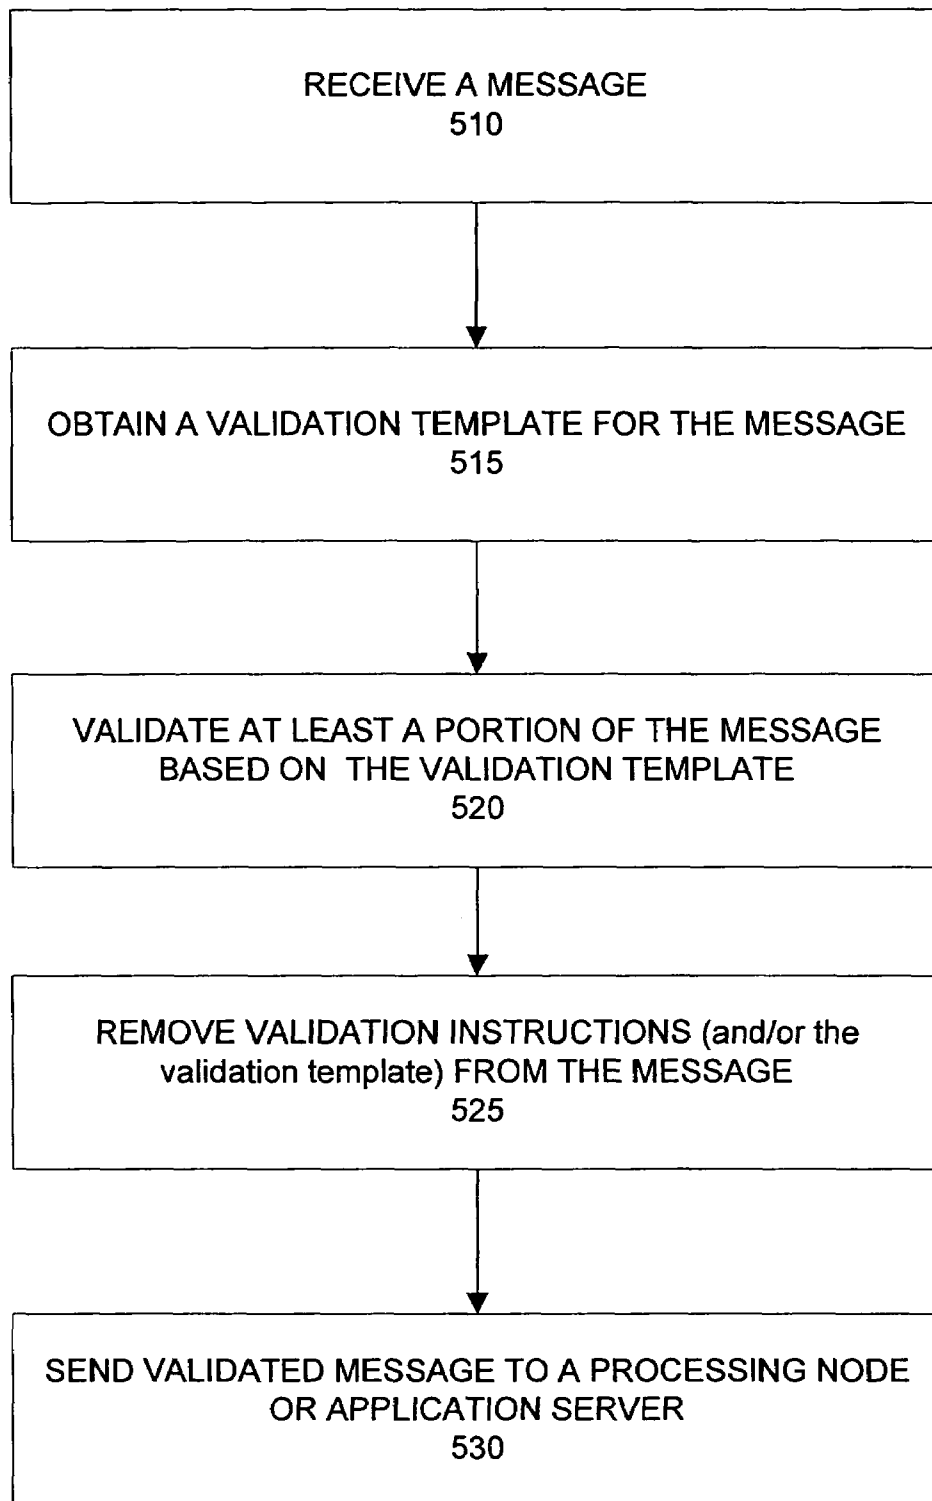 RECEIVE A MESSAGE
510
OBTAIN A VALIDATION TEMPLATE FOR THE MESSAGE
515
VALIDATE AT LEAST A PORTION OF THE MESSAGE
BASED ON THE VALIDATION TEMPLATE
520
REMOVE VALIDATION INSTRUCTIONS (and/or the
validation template) FROM THE MESSAGE
525
SEND VALIDATED MESSAGE TO A PROCESSING NODE
OR APPLICATION SERVER
530